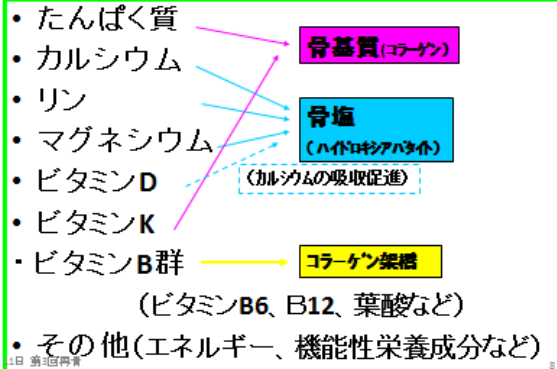 ・たんぱく質
骨基質(コラーゲン)
・カルシウム
・リン
骨塩
(ハイドロキシアパタイト)
・マグネシウム
・ビタミンD
(カルシウムの吸収促進)
・ビタミンK
・ビタミンB群
コラーゲン架橋
(ビタミンB6、B12、葉酸など)
・その他(エネルギー、機能性栄養成分など)
1日 第3回
8